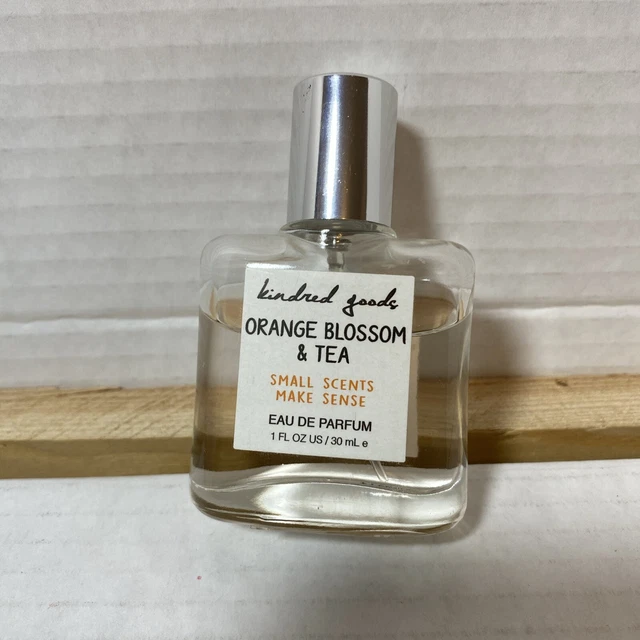 kindred goods
ORANGE BLOSSOM
& TEA
SMALL SCENTS
MAKE SENSE
EAU DE PARFUM
1 FL OZ US / 30 mL e